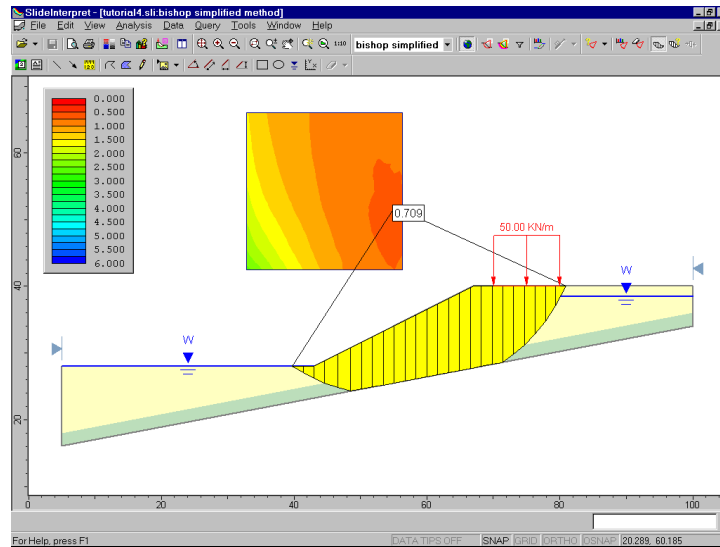 SlideInterpret - [tutorial4.sli:bishop simplified method]
File Edit View Analysis Data Query Tools Window Help
1:10 bishop simplified
0.000
0.500
1.000
1.500
2.000
2.500
3.000
3.500
4.000
4.500
5.000
5.500
6.000
0.709
50.00 KN/m
W
W
60
40
20
0 20 40 60 80 100
For Help, press F1 DATA TIPS OFF SNAP GRID ORTHO OSNAP 20.289, 60.185